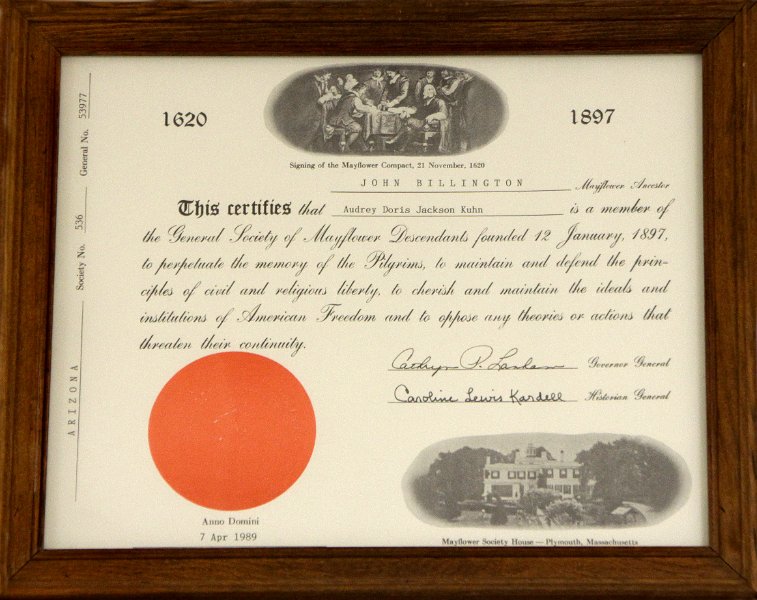 1620
1897
Signing of the Mayflower Compact, 21 November, 1620
JOHN BILLINGTON Mayflower Ancestor
This certifies that Audrey Doris Jackson Kuhn is a member of
the General Society of Mayflower Descendants founded 12 January, 1897,
to perpetuate the memory of the Pilgrims, to maintain and defend the prin-
ciples of civil and religious liberty, to cherish and maintain the ideals and
institutions of American Freedom and to oppose any theories or actions that
threaten their continuity.
Cathryn P. Governor General
Caroline Lewis Kardell Historian General
Anno Domini
7 Apr 1989
Mayflower Society House — Plymouth, Massachusetts
ARIZONA Society No. 536 General No. 53977